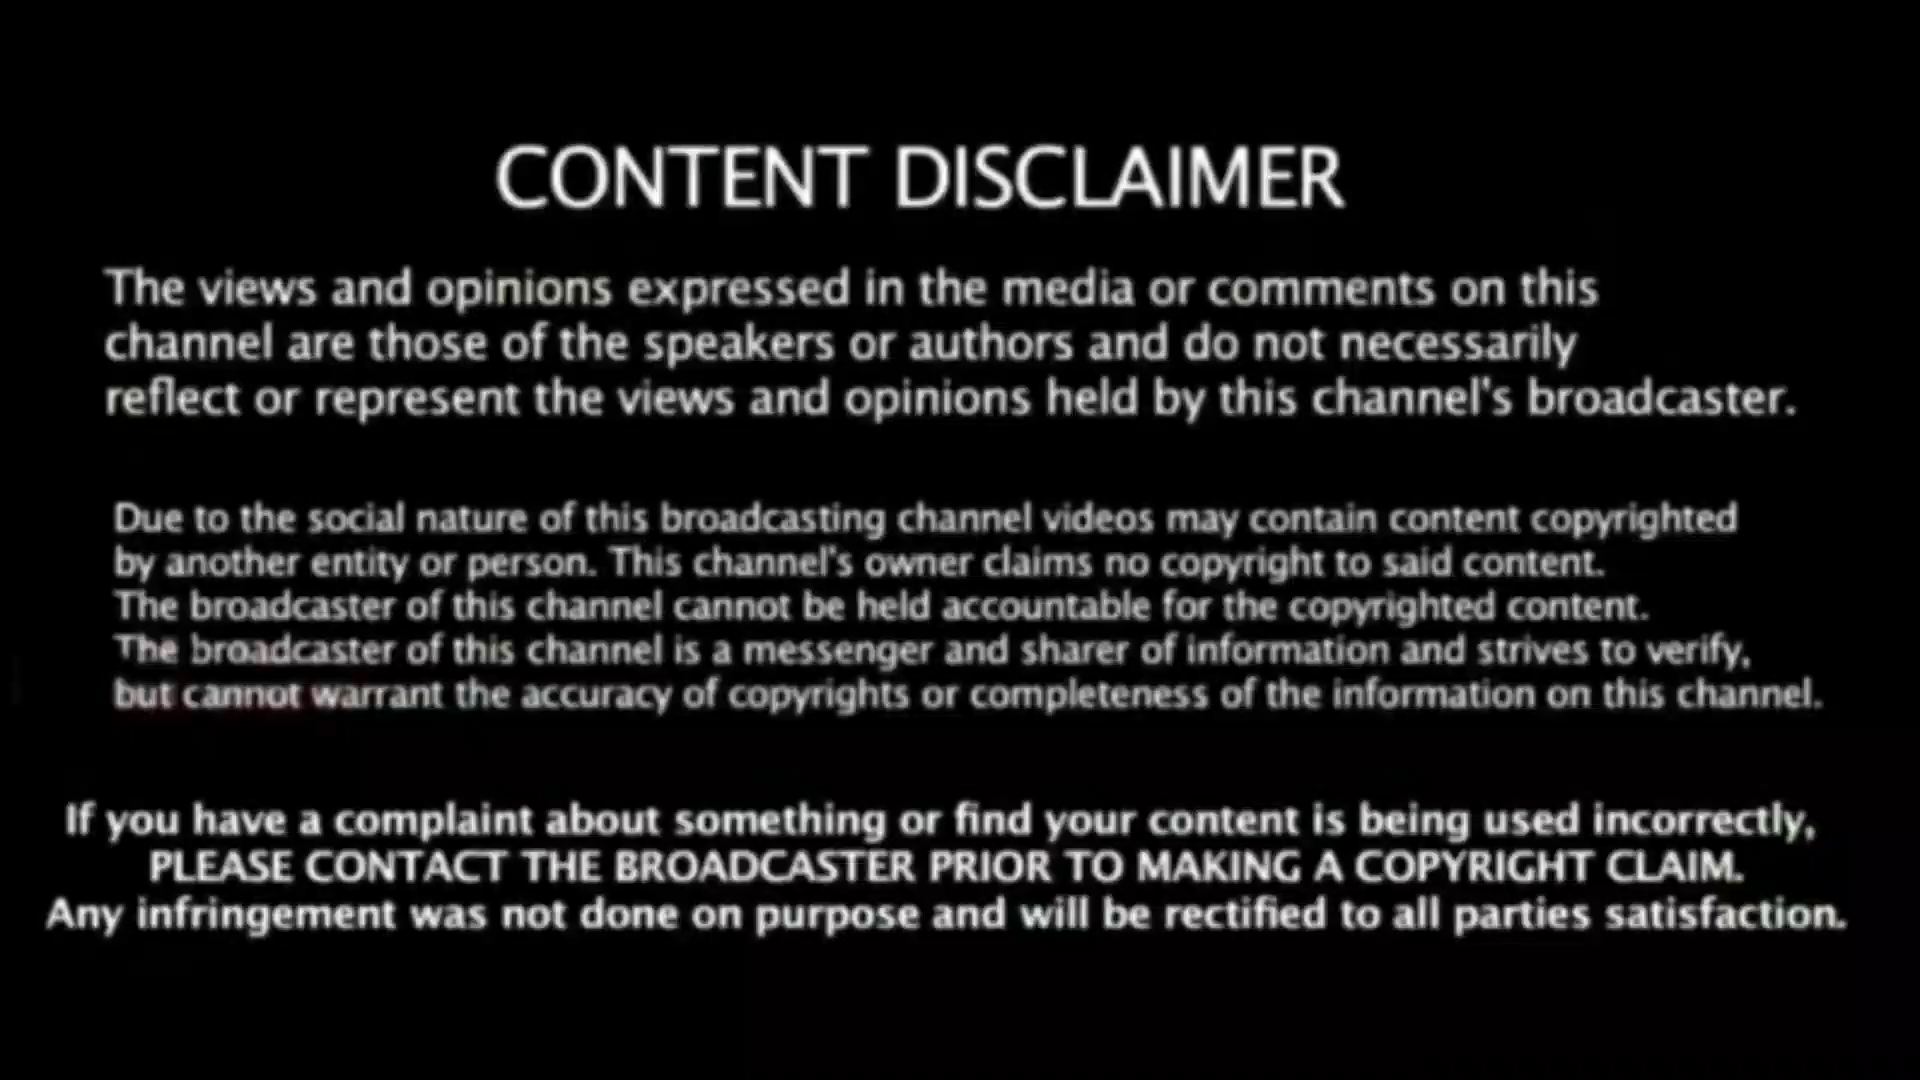 CONTENT DISCLAIMER
The views and opinions expressed in the media or comments on this
channel are those of the speakers or authors and do not necessarily
reflect or represent the views and opinions held by this channel's broadcaster.
Due to the social nature of this broadcasting channel videos may contain content copyrighted
by another entity or person. This channel's owner claims no copyright to said content.
The broadcaster of this channel cannot be held accountable for the copyrighted content.
The broadcaster of this channel is a messenger and sharer of information and strives to verify,
but cannot warrant the accuracy of copyrights or completeness of the information on this channel.
If you have a complaint about something or find your content is being used incorrectly,
PLEASE CONTACT THE BROADCASTER PRIOR TO MAKING A COPYRIGHT CLAIM.
Any infringement was not done on purpose and will be rectified to all parties satisfaction.